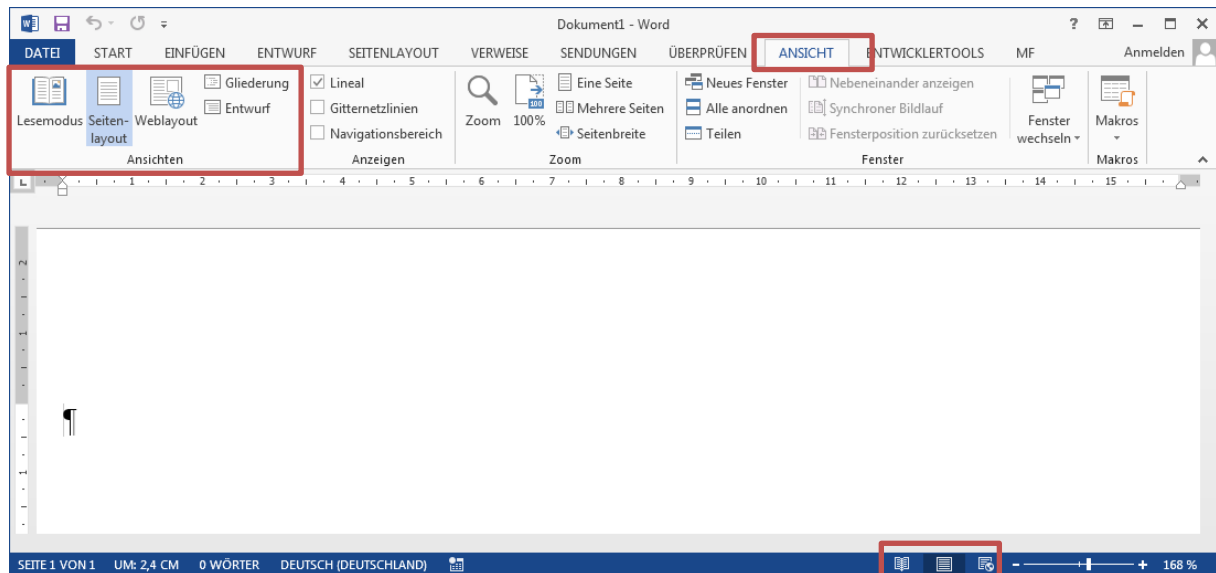 Dokument1 - Word
DATEI START EINFÜGEN ENTWURF SEITENLAYOUT VERWEISE SENDUNGEN ÜBERPRÜFEN ANSICHT ENTWICKLERTOOLS MF Anmelden
Lesemodus Seiten-
layout Weblayout
Gliederung
Entwurf
Ansichten
Lineal
Gitternetzlinien
Navigationsbereich
Anzeigen
Zoom 100%
100
Eine Seite
Mehrere Seiten
Seitenbreite
Zoom
Neues Fenster
Alle anordnen
Teilen
Nebeneinander anzeigen
Synchroner Bildlauf
Fensterposition zurücksetzen
Fenster
wechseln
Fenster
Makros
Makros
1 2 3 4 5 6 7 8 9 10 11 12 13 14 15
2
1
¶
1
SEITE 1 VON 1 UM: 2,4 CM 0 WÖRTER DEUTSCH (DEUTSCHLAND) 168 %